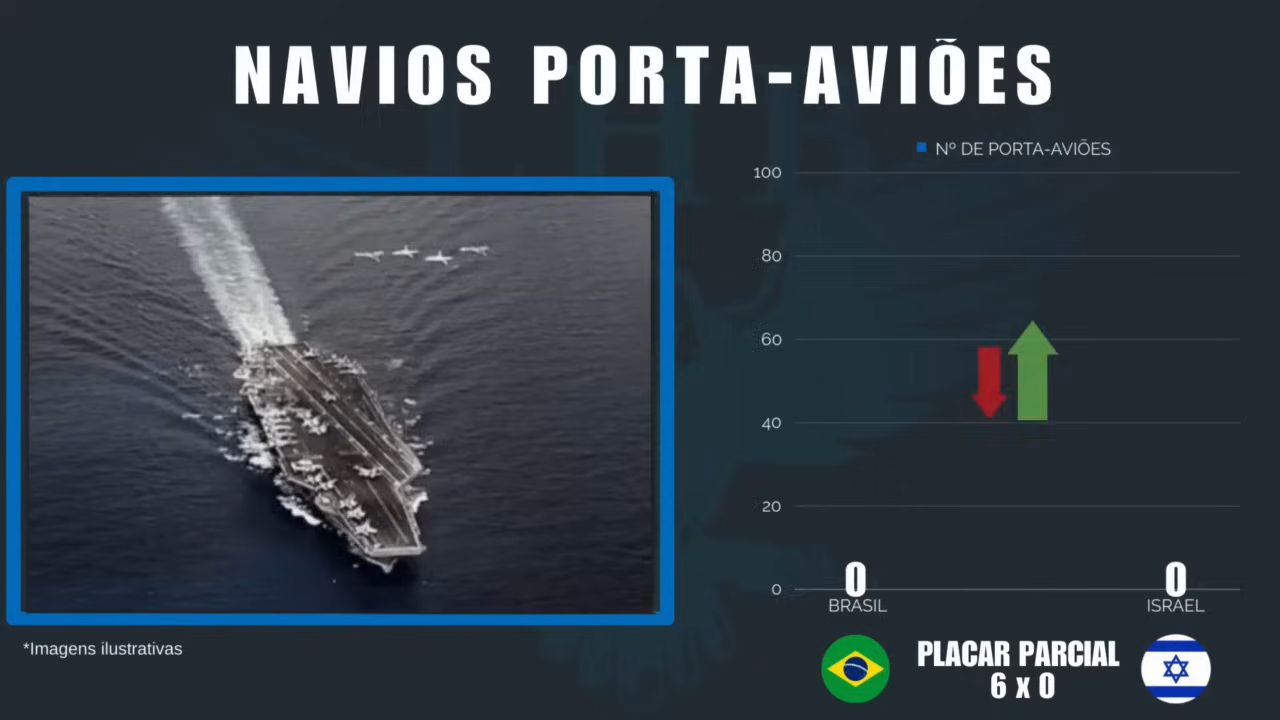 NAVIOS PORTA-AVIÕES
Nº DE PORTA-AVIÕES
100
80
60
40
20
0
0
0
BRASIL
ISRAEL
*Imagens ilustrativas
PLACAR PARCIAL
6 x 0